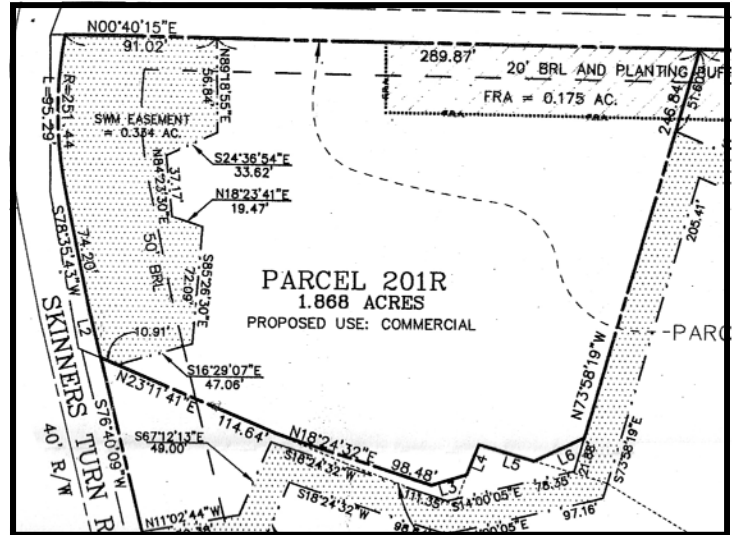 N00°40'15"E
91.02'
289.87'
20' BRL AND PLANTING BUFF
FRA = 0.175 AC.
FRA
FRA
FRA
N89°18'55"E
56.84'
R=251.44
L=95.29'
SWM EASEMENT
= 0.334 AC.
246.84'
51.60'
S24°36'54"E
33.62'
N84°23'30"E
37.17'
N18°23'41"E
19.47'
205.41'
S78°35'43"W
74.20'
50' BRL
S85°26'30"E
72.09'
PARCEL 201R
1.868 ACRES
PROPOSED USE: COMMERCIAL
L2
10.91'
PARC
N73°58'19"W
S16°29'07"E
47.06'
SKINNERS TURN R
40' R/W
S76°40'09"W
N23°11'41"E
114.64'
N18°24'32"E
98.48'
S67°12'13"E
49.00'
S18°24'32"W
S18°24'32"W
111.35'
L3
L4
L5
L6
21.88'
S73°58'19"E
S14°00'05"E
78.35'
97.16'
N11°02'44"W